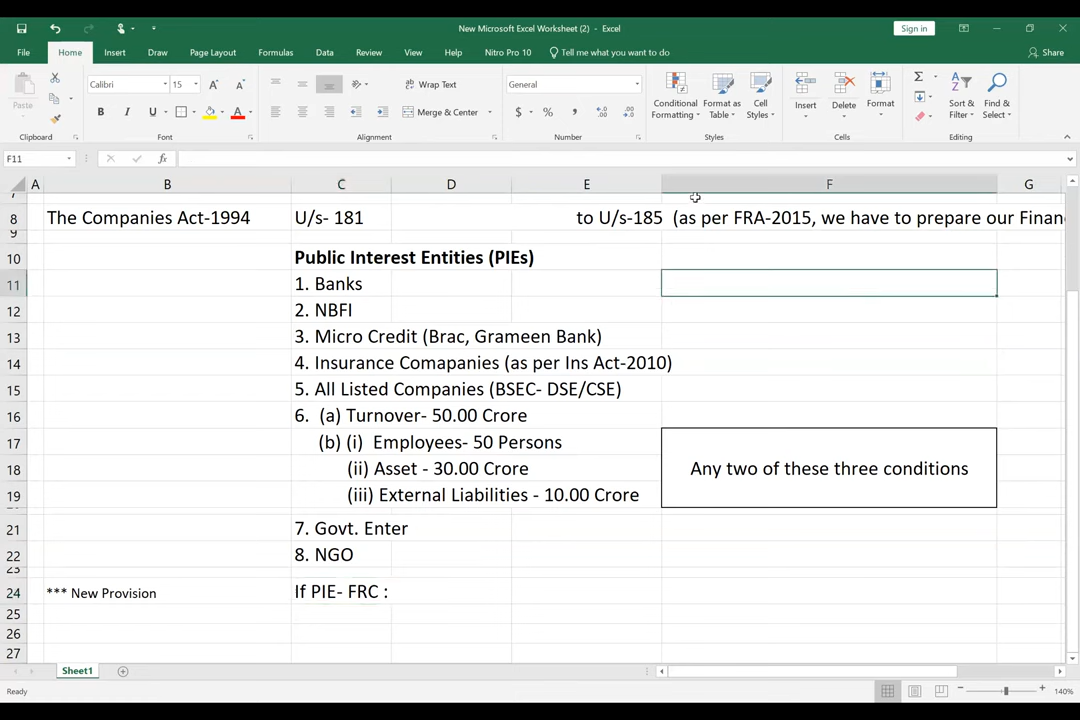 New Microsoft Excel Worksheet (2) - Excel
Sign in
File Home Insert Draw Page Layout Formulas Data Review View Help Nitro Pro 10 Tell me what you want to do Share
Paste
Calibri 15
B I U
Wrap Text
Merge & Center
General
$ % ,
Conditional Formatting
Format as Table
Cell Styles
Insert Delete Format
Sort & Filter
Find & Select
Clipboard Font Alignment Number Styles Cells Editing
F11 fx
A B C D E F G
7
8 The Companies Act-1994 U/s- 181 to U/s-185 (as per FRA-2015, we have to prepare our Finan
9
10 Public Interest Entities (PIEs)
11 1. Banks
12 2. NBFI
13 3. Micro Credit (Brac, Grameen Bank)
14 4. Insurance Comapanies (as per Ins Act-2010)
15 5. All Listed Companies (BSEC- DSE/CSE)
16 6. (a) Turnover- 50.00 Crore
17 (b) (i) Employees- 50 Persons
18 (ii) Asset - 30.00 Crore Any two of these three conditions
19 (iii) External Liabilities - 10.00 Crore
21 7. Govt. Enter
22 8. NGO
23
24 *** New Provision If PIE- FRC :
25
26
27
Sheet1
Ready 140%